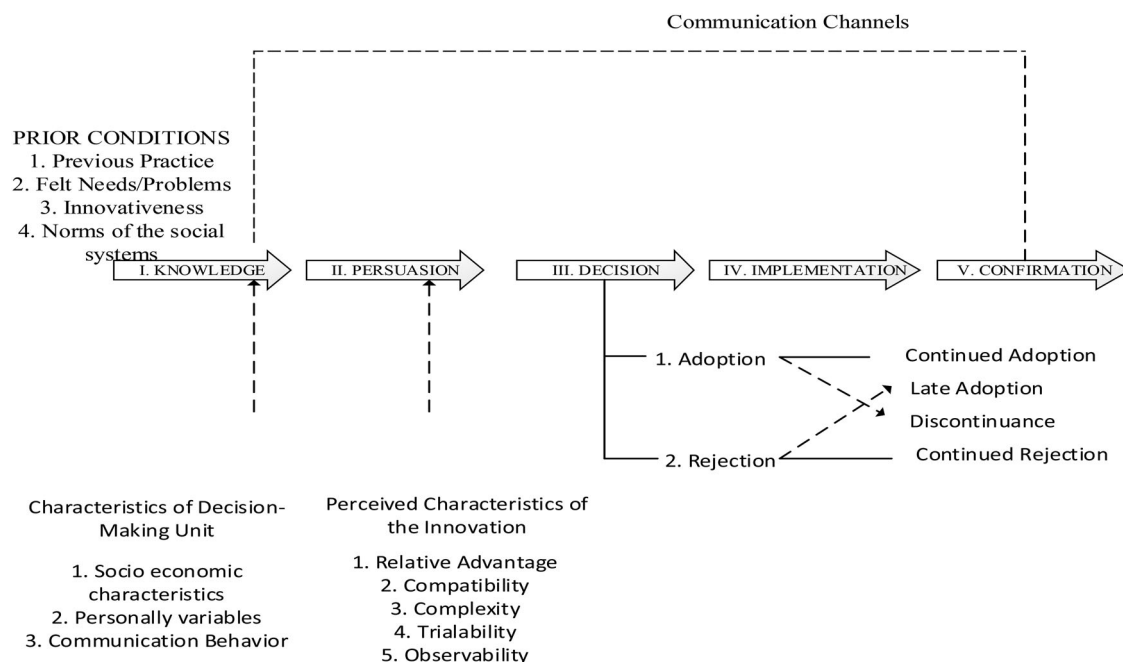 Communication Channels
PRIOR CONDITIONS
1. Previous Practice
2. Felt Needs/Problems
3. Innovativeness
4. Norms of the social
systems
I. KNOWLEDGE
II. PERSUASION
III. DECISION
IV. IMPLEMENTATION
V. CONFIRMATION
1. Adoption
Continued Adoption
Late Adoption
Discontinuance
2. Rejection
Continued Rejection
Characteristics of Decision-
Making Unit
1. Socio economic
characteristics
2. Personally variables
3. Communication Behavior
Perceived Characteristics of
the Innovation
1. Relative Advantage
2. Compatibility
3. Complexity
4. Trialability
5. Observability